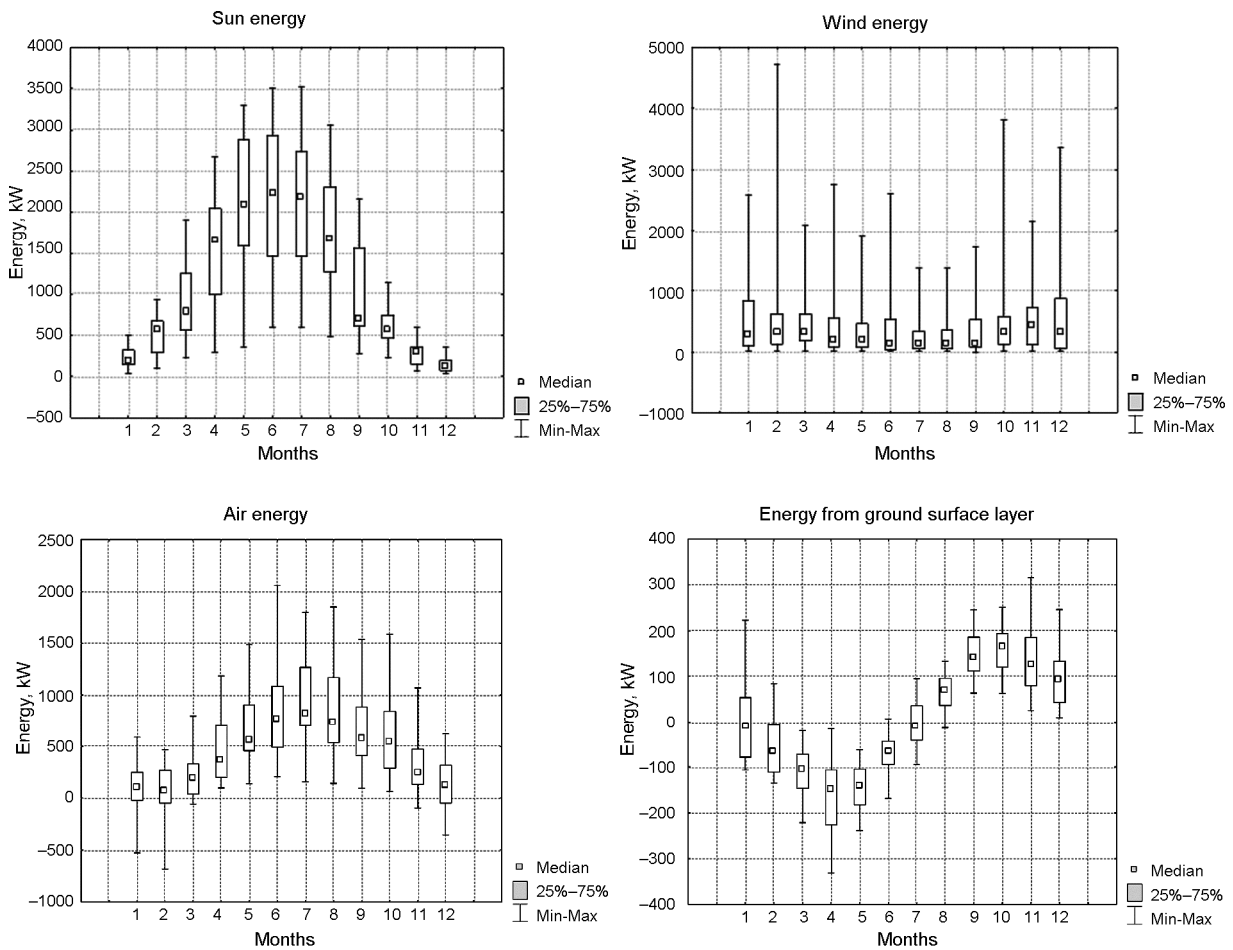 Sun energy
4000
3500
3000
2500
2000
1500
1000
500
0
–500
Energy, kW
1 2 3 4 5 6 7 8 9 10 11 12
Months
Median
25%–75%
Min-Max
Wind energy
5000
4000
3000
2000
1000
0
–1000
Energy, kW
1 2 3 4 5 6 7 8 9 10 11 12
Months
Median
25%–75%
Min-Max
Air energy
2500
2000
1500
1000
500
0
–500
–1000
Energy, kW
1 2 3 4 5 6 7 8 9 10 11 12
Months
Median
25%–75%
Min-Max
Energy from ground surface layer
400
300
200
100
0
–100
–200
–300
–400
Energy, kW
1 2 3 4 5 6 7 8 9 10 11 12
Months
Median
25%–75%
Min-Max